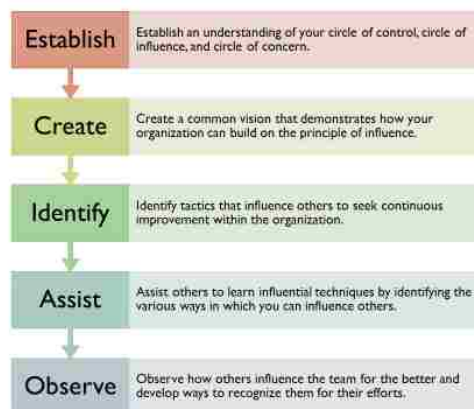 Establish
Establish an understanding of your circle of control, circle of
influence, and circle of concern.
Create
Create a common vision that demonstrates how your
organization can build on the principle of influence.
Identify
Identify tactics that influence others to seek continuous
improvement within the organization.
Assist
Assist others to learn influential techniques by identifying the
various ways in which you can influence others.
Observe
Observe how others influence the team for the better and
develop ways to recognize them for their efforts.